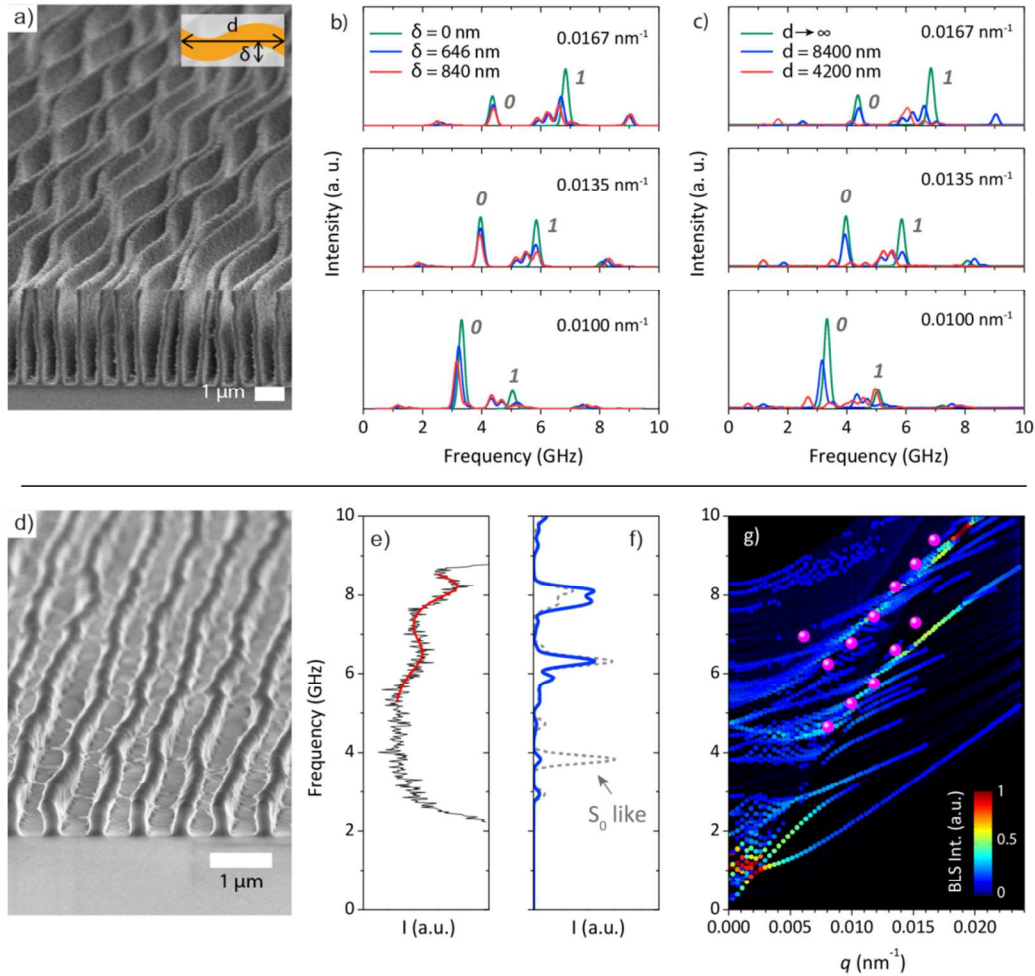 a)
d
δ
1 μm
b)
δ = 0 nm
δ = 646 nm
δ = 840 nm
0.0167 nm⁻¹
0
1
0.0135 nm⁻¹
0
1
0.0100 nm⁻¹
0
1
Intensity (a. u.)
0 2 4 6 8 10
Frequency (GHz)
c)
d → ∞
d = 8400 nm
d = 4200 nm
0.0167 nm⁻¹
0
1
0.0135 nm⁻¹
0
1
0.0100 nm⁻¹
0
1
Intensity (a. u.)
0 2 4 6 8 10
Frequency (GHz)
d)
1 μm
e)
10
8
6
4
2
0
Frequency (GHz)
I (a.u.)
f)
S₀ like
I (a.u.)
g)
10
8
6
4
2
0
BLS Int. (a.u.)
1
0
0.000 0.005 0.010 0.015 0.020
q (nm⁻¹)